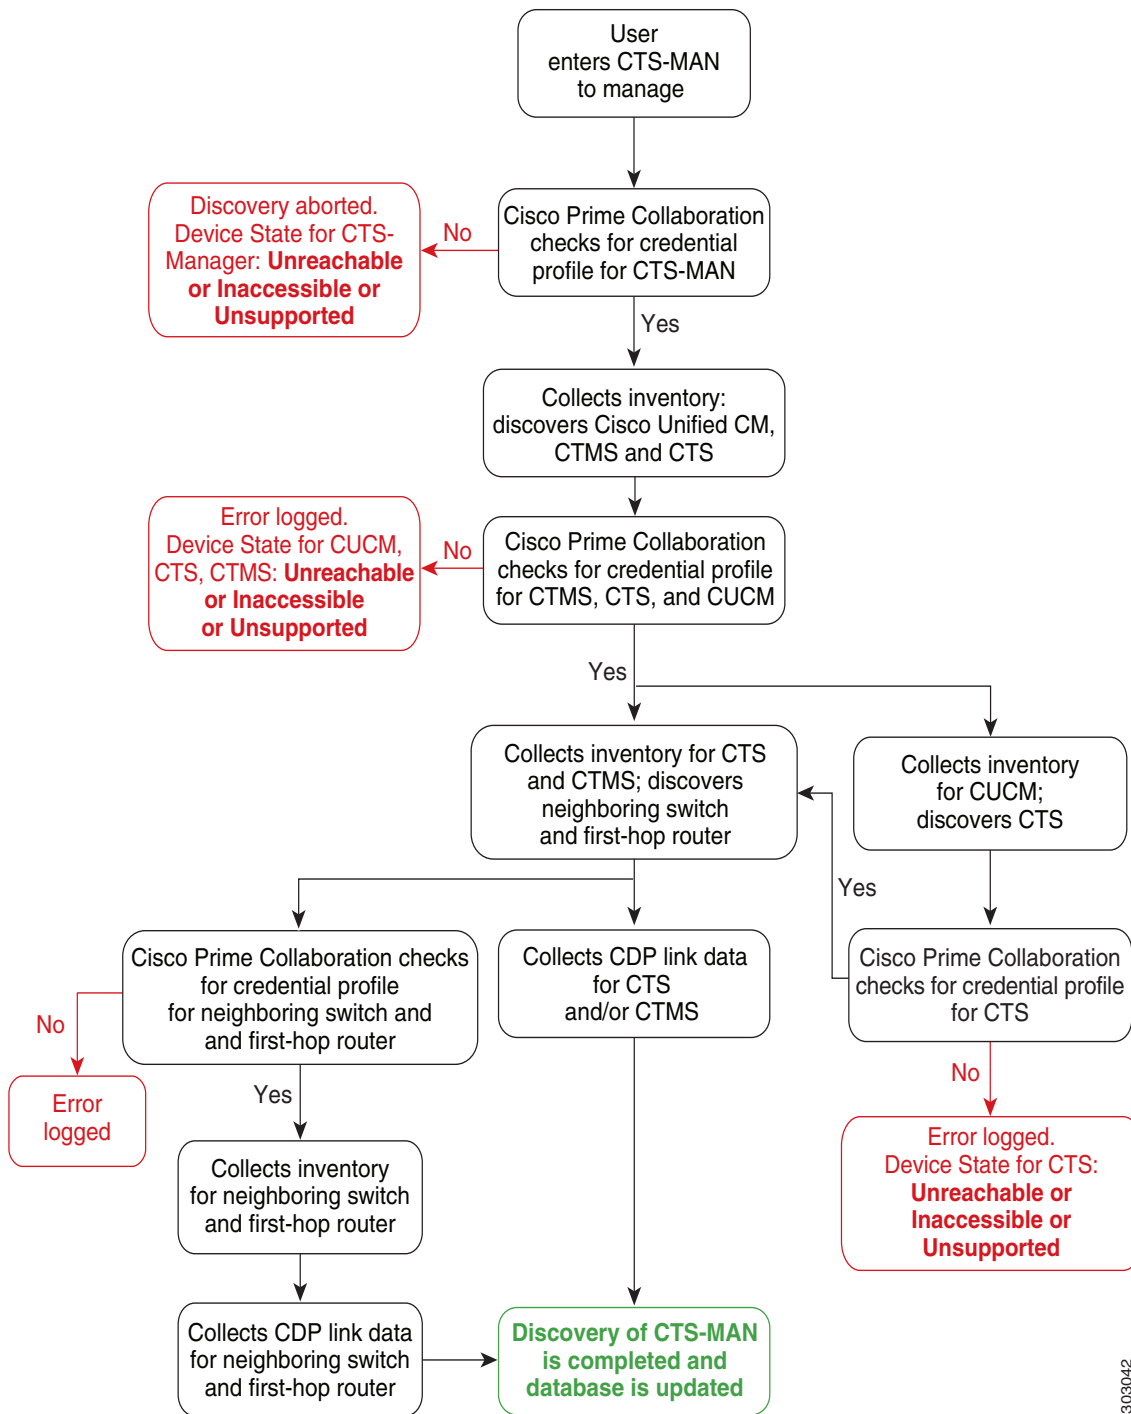 User
enters CTS-MAN
to manage
Discovery aborted.
Device State for CTS-
Manager: Unreachable
or Inaccessible or
Unsupported
No
Cisco Prime Collaboration
checks for credential
profile for CTS-MAN
Yes
Collects inventory:
discovers Cisco Unified CM,
CTMS and CTS
Error logged.
Device State for CUCM,
CTS, CTMS: Unreachable
or Inaccessible
or Unsupported
No
Cisco Prime Collaboration
checks for credential profile
for CTMS, CTS, and CUCM
Yes
Collects inventory for CTS
and CTMS; discovers
neighboring switch
and first-hop router
Collects inventory
for CUCM;
discovers CTS
Yes
Cisco Prime Collaboration checks
for credential profile
for neighboring switch and
and first-hop router
Collects CDP link data
for CTS
and/or CTMS
Cisco Prime Collaboration
checks for credential profile
for CTS
No
Yes
No
Error
logged
Error logged.
Device State for CTS:
Unreachable or
Inaccessible or
Unsupported
Collects inventory
for neighboring switch
and first-hop router
Collects CDP link data
for neighboring switch
and first-hop router
Discovery of CTS-MAN
is completed and
database is updated
303042